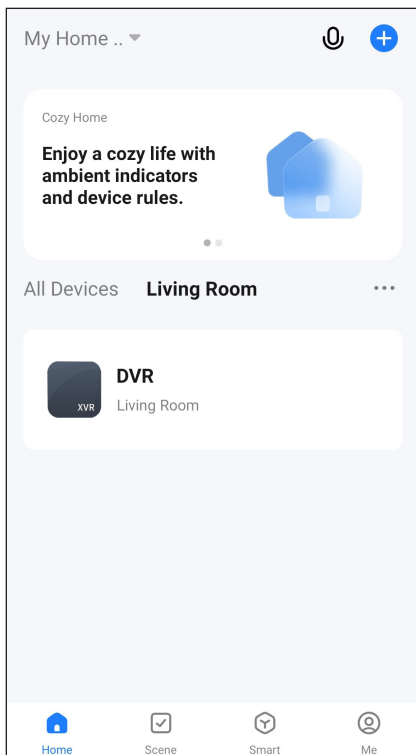 My Home ..
Cozy Home
Enjoy a cozy life with
ambient indicators
and device rules.
All Devices Living Room
DVR
XVR
Living Room
Home Scene Smart Me